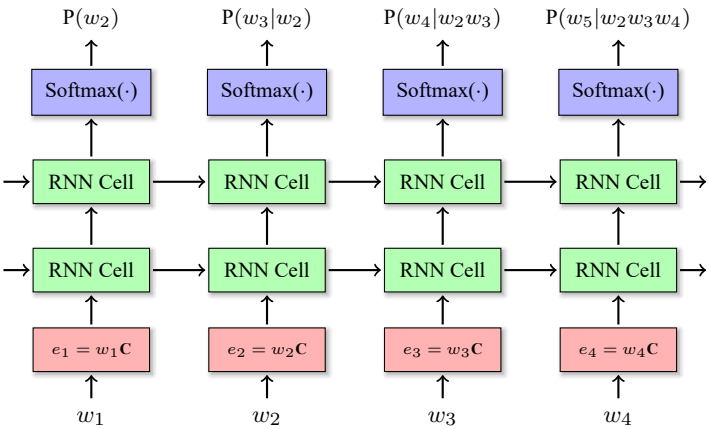 P(w₂) P(w₃|w₂) P(w₄|w₂w₃) P(w₅|w₂w₃w₄)
Softmax(·) Softmax(·) Softmax(·) Softmax(·)
RNN Cell RNN Cell RNN Cell RNN Cell
RNN Cell RNN Cell RNN Cell RNN Cell
e₁ = w₁C e₂ = w₂C e₃ = w₃C e₄ = w₄C
w₁ w₂ w₃ w₄